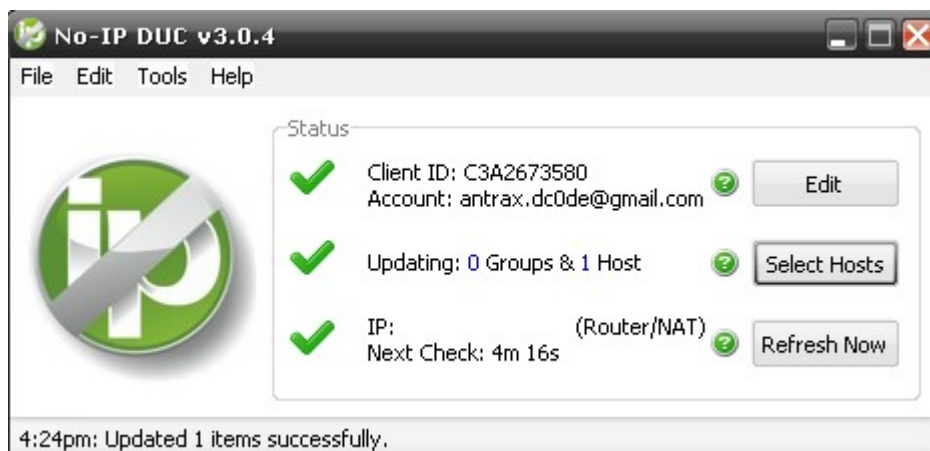 No-IP DUC v3.0.4
File Edit Tools Help
ip
Status
Client ID: C3A2673580
Account: antrax.dc0de@gmail.com
Edit
Updating: 0 Groups & 1 Host
Select Hosts
IP: (Router/NAT)
Next Check: 4m 16s
Refresh Now
4:24pm: Updated 1 items successfully.